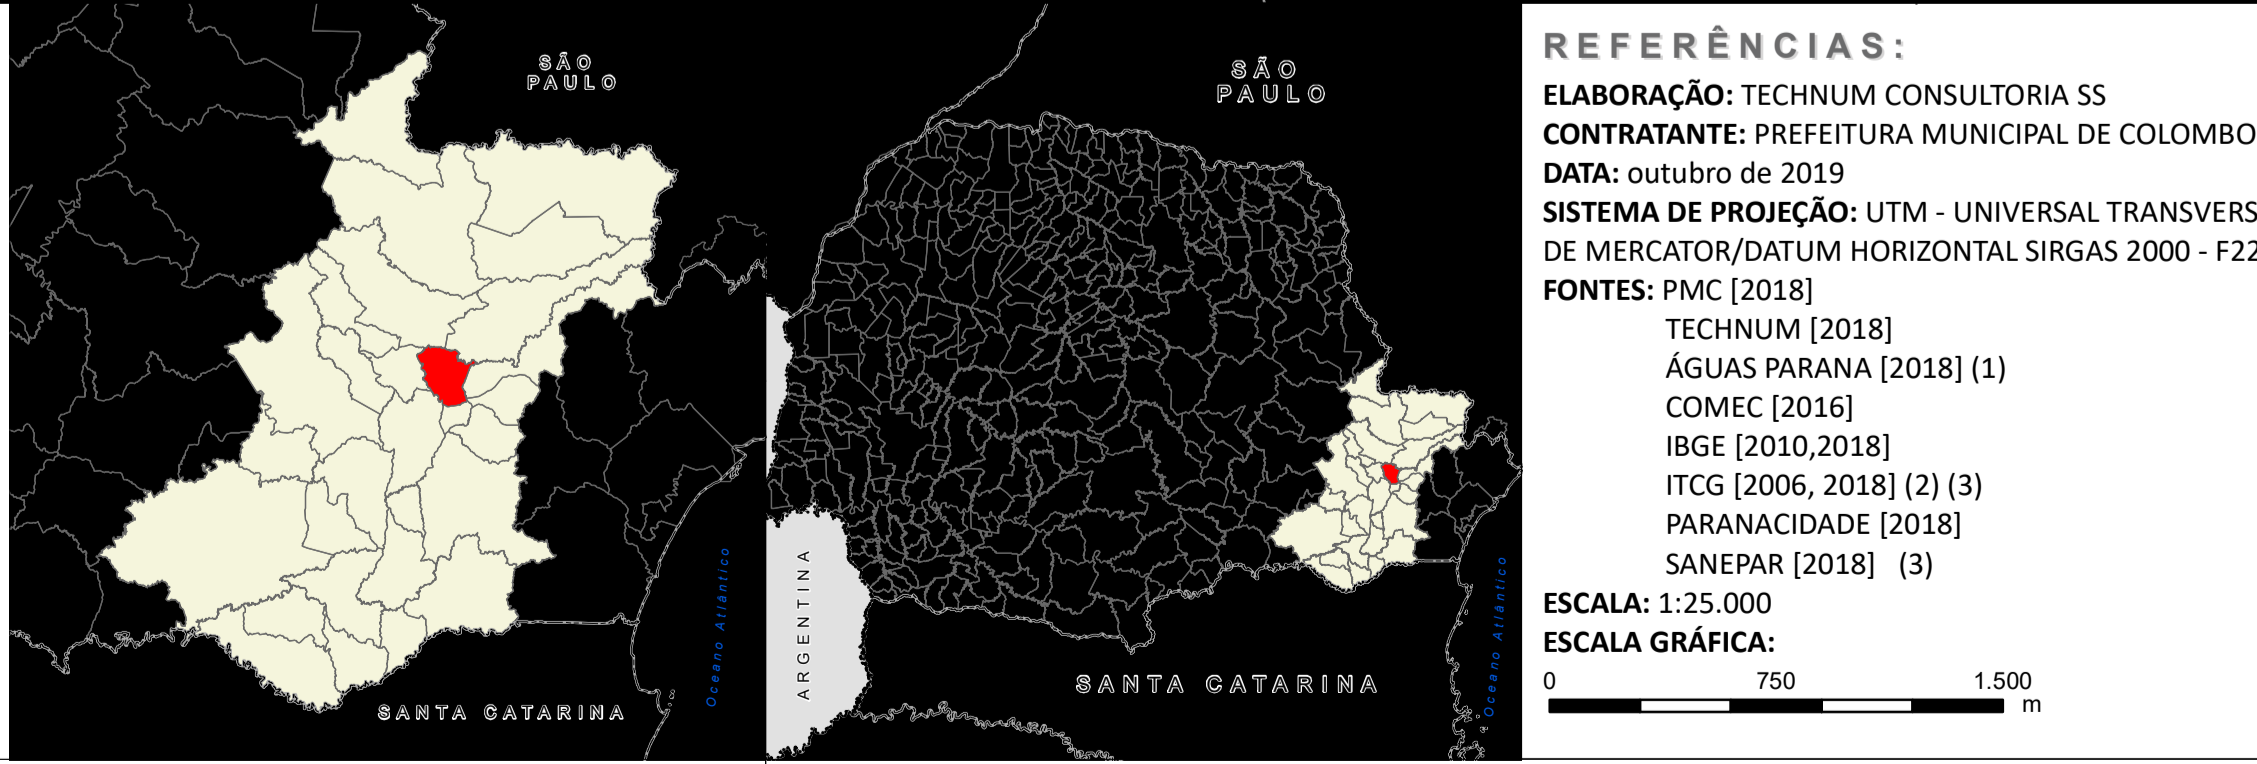 SÃO
PAULO
SANTA CATARINA
Oceano Atlântico
SÃO
PAULO
ARGENTINA
SANTA CATARINA
Oceano Atlântico
REFERÊNCIAS:
ELABORAÇÃO: TECHNUM CONSULTORIA SS
CONTRATANTE: PREFEITURA MUNICIPAL DE COLOMBO
DATA: outubro de 2019
SISTEMA DE PROJEÇÃO: UTM - UNIVERSAL TRANSVERS
DE MERCATOR/DATUM HORIZONTAL SIRGAS 2000 - F22
FONTES: PMC [2018]
TECHNUM [2018]
ÁGUAS PARANA [2018] (1)
COMEC [2016]
IBGE [2010,2018]
ITCG [2006, 2018] (2) (3)
PARANACIDADE [2018]
SANEPAR [2018] (3)
ESCALA: 1:25.000
ESCALA GRÁFICA:
0 750 1.500
m